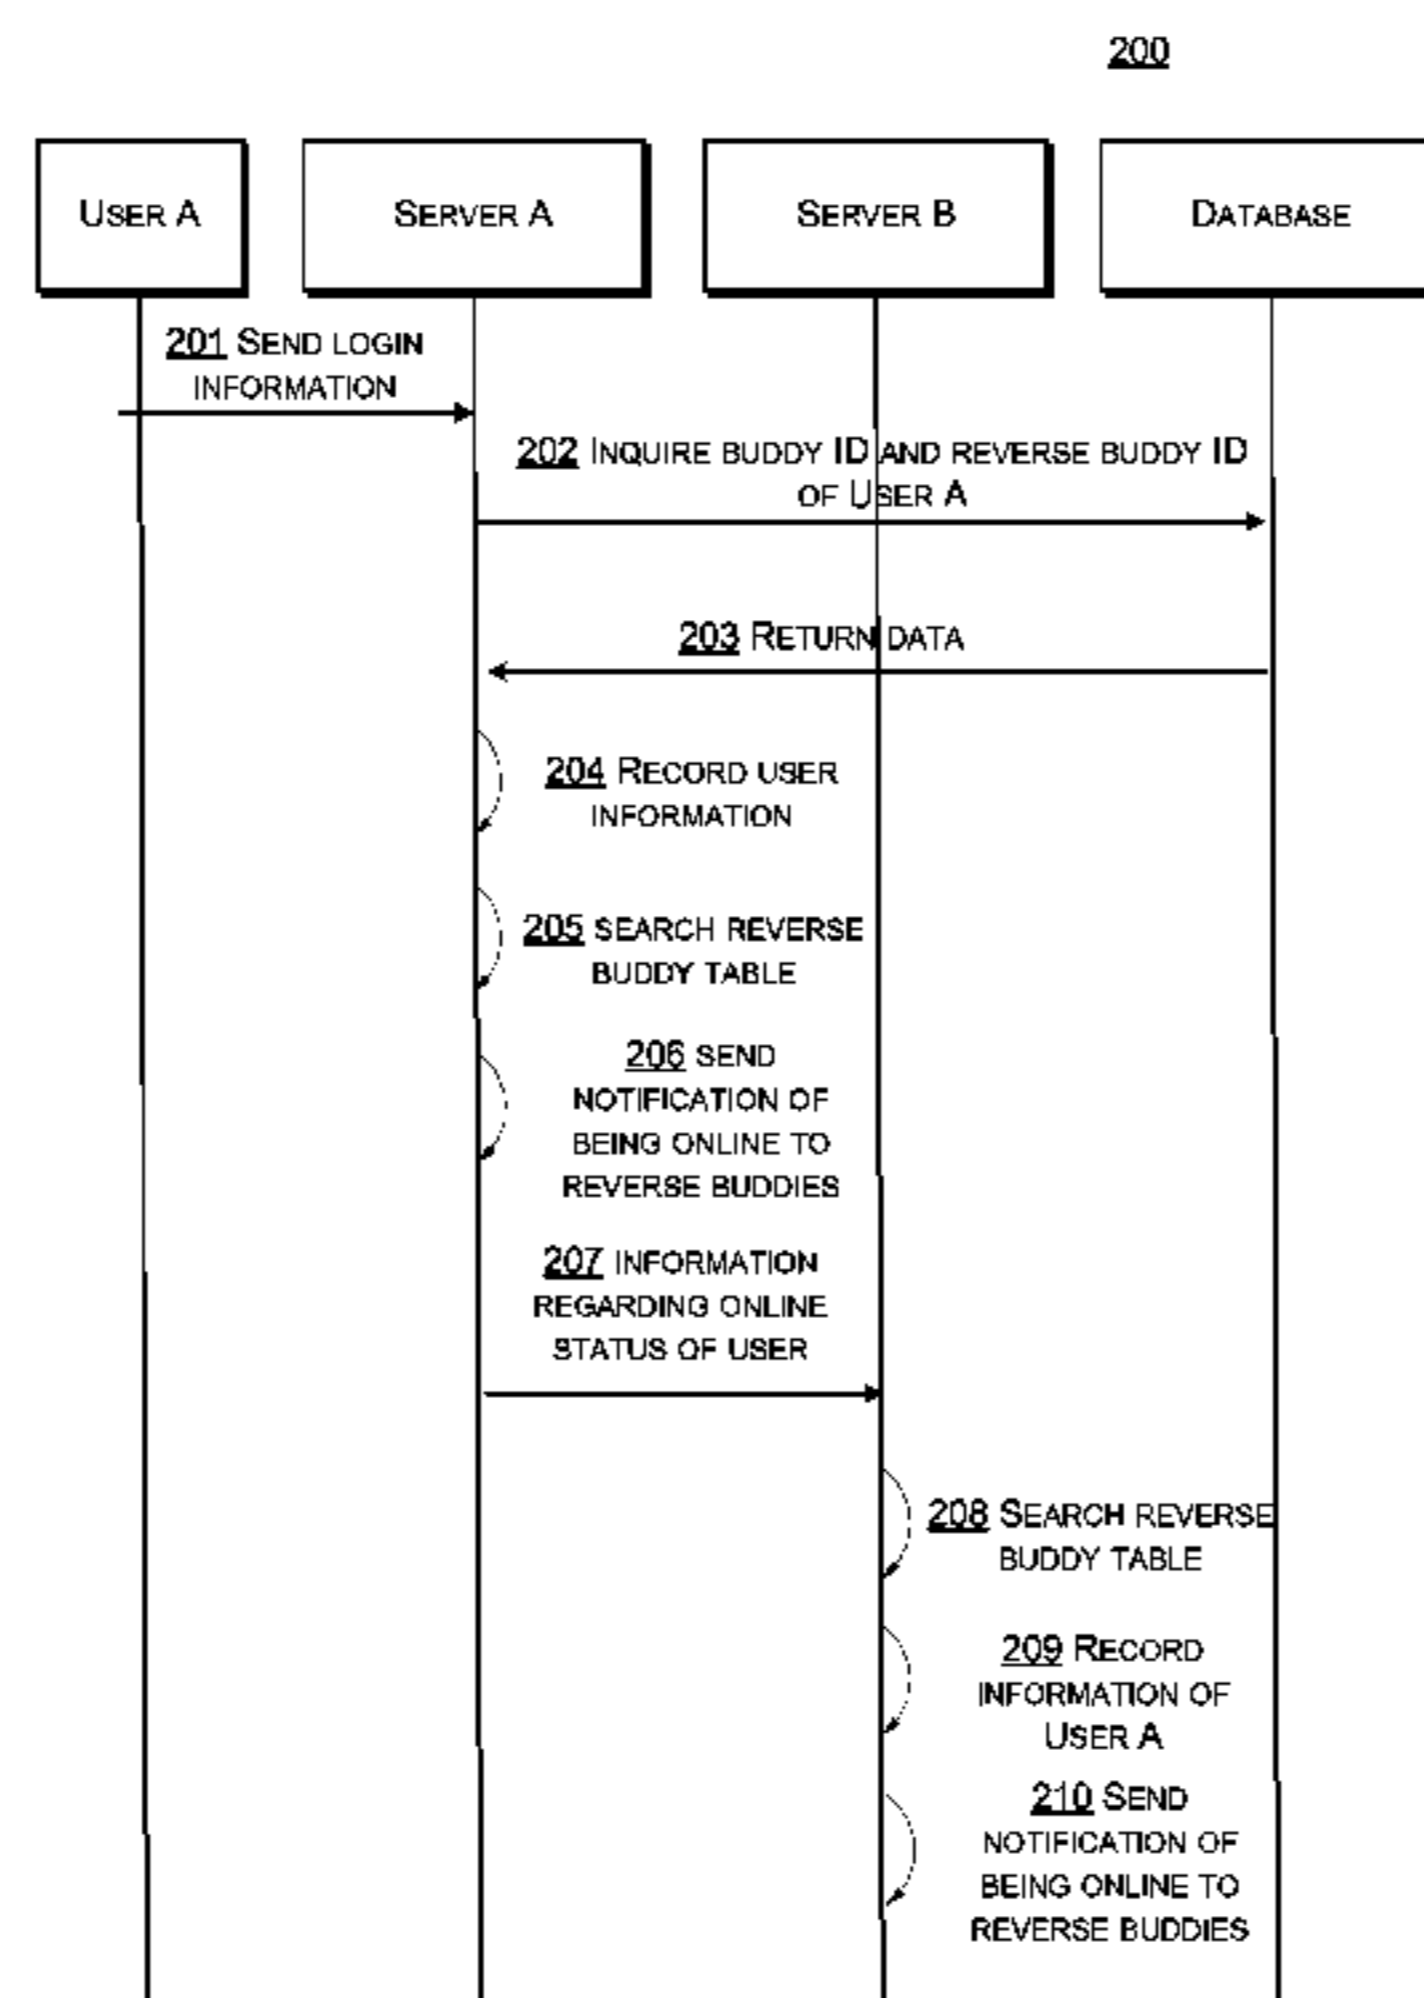 200
USER A
SERVER A
SERVER B
DATABASE
201 SEND LOGIN
INFORMATION
202 INQUIRE BUDDY ID AND REVERSE BUDDY ID
OF USER A
203 RETURN DATA
204 RECORD USER
INFORMATION
205 SEARCH REVERSE
BUDDY TABLE
206 SEND
NOTIFICATION OF
BEING ONLINE TO
REVERSE BUDDIES
207 INFORMATION
REGARDING ONLINE
STATUS OF USER
208 SEARCH REVERSE
BUDDY TABLE
209 RECORD
INFORMATION OF
USER A
210 SEND
NOTIFICATION OF
BEING ONLINE TO
REVERSE BUDDIES